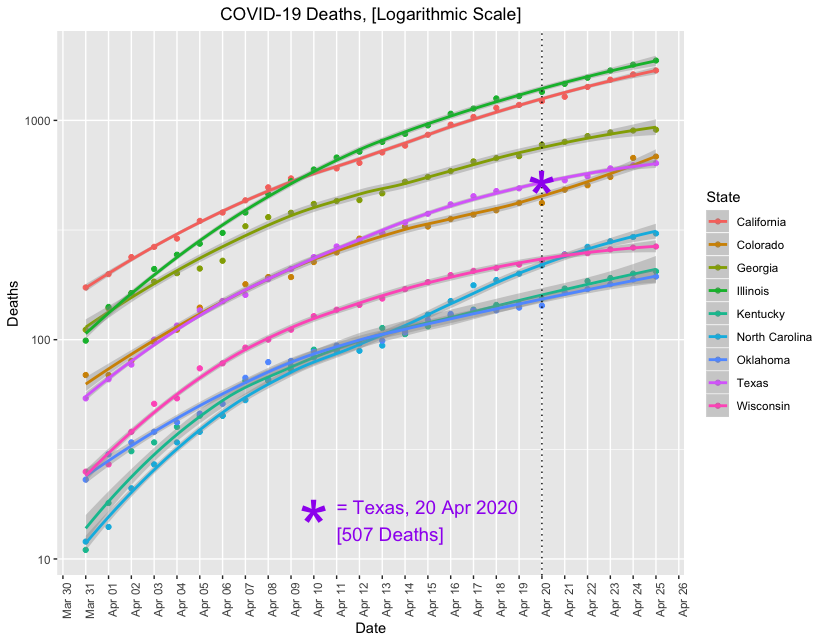 COVID-19 Deaths, [Logarithmic Scale]
1000
100
10
Deaths
* = Texas, 20 Apr 2020
[507 Deaths]
Mar 30
Mar 31
Apr 01
Apr 02
Apr 03
Apr 04
Apr 05
Apr 06
Apr 07
Apr 08
Apr 09
Apr 10
Apr 11
Apr 12
Apr 13
Apr 14
Apr 15
Apr 16
Apr 17
Apr 18
Apr 19
Apr 20
Apr 21
Apr 22
Apr 23
Apr 24
Apr 25
Apr 26
Date
State
California
Colorado
Georgia
Illinois
Kentucky
North Carolina
Oklahoma
Texas
Wisconsin